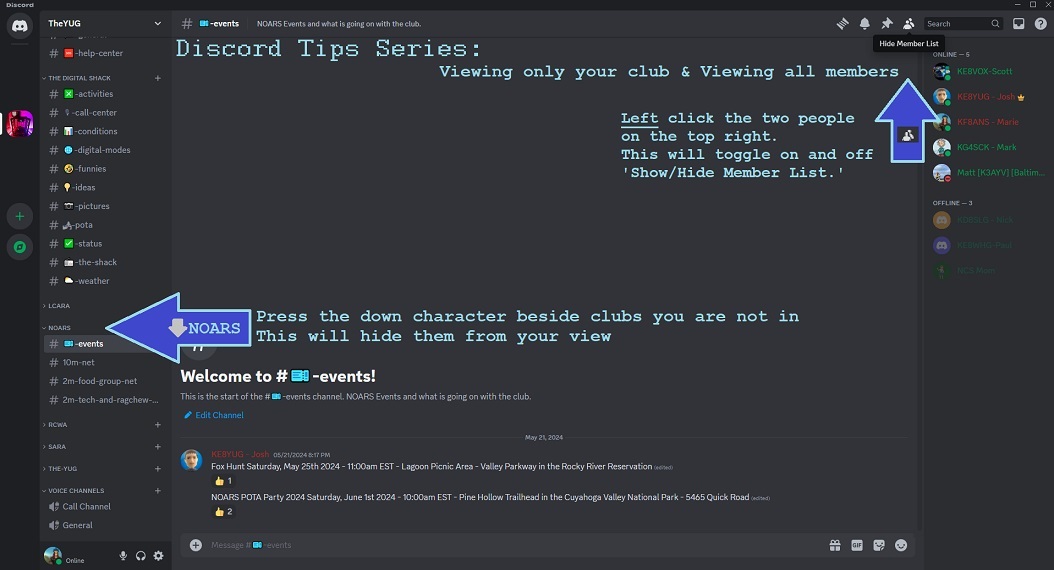 Discord
TheYUG
# -events
NOARS Events and what is going on with the club.
Search
Hide Member List
Discord Tips Series:
Viewing only your club & Viewing all members
Left click the two people
on the top right.
This will toggle on and off
'Show/Hide Member List.'
# -general
# -help-center
THE DIGITAL SHACK
# -activities
# -call-center
# -conditions
# -digital-modes
# -funnies
# -ideas
# -pictures
# -pota
# -status
# -the-shack
# -weather
LCARA
NOARS
# -events
# 10m-net
# 2m-food-group-net
# 2m-tech-and-ragchew-...
RCWA
SARA
THE-YUG
VOICE CHANNELS
Call Channel
General
Online
NOARS
Press the down character beside clubs you are not in
This will hide them from your view
Welcome to # -events!
This is the start of the # -events channel. NOARS Events and what is going on with the club.
Edit Channel
May 21, 2024
KE8YUG - Josh 05/21/2024 8:17 PM
Fox Hunt Saturday, May 25th 2024 - 11:00am EST - Lagoon Picnic Area - Valley Parkway in the Rocky River Reservation (edited)
1
NOARS POTA Party 2024 Saturday, June 1st 2024 - 10:00am EST - Pine Hollow Trailhead in the Cuyahoga Valley National Park - 5465 Quick Road (edited)
2
Message # -events
GIF
ONLINE — 5
KE8VOX-Scott
KE8YUG - Josh
KF8ANS - Marie
KG4SCK - Mark
Matt [K3AYV] [Baltim...
OFFLINE — 3